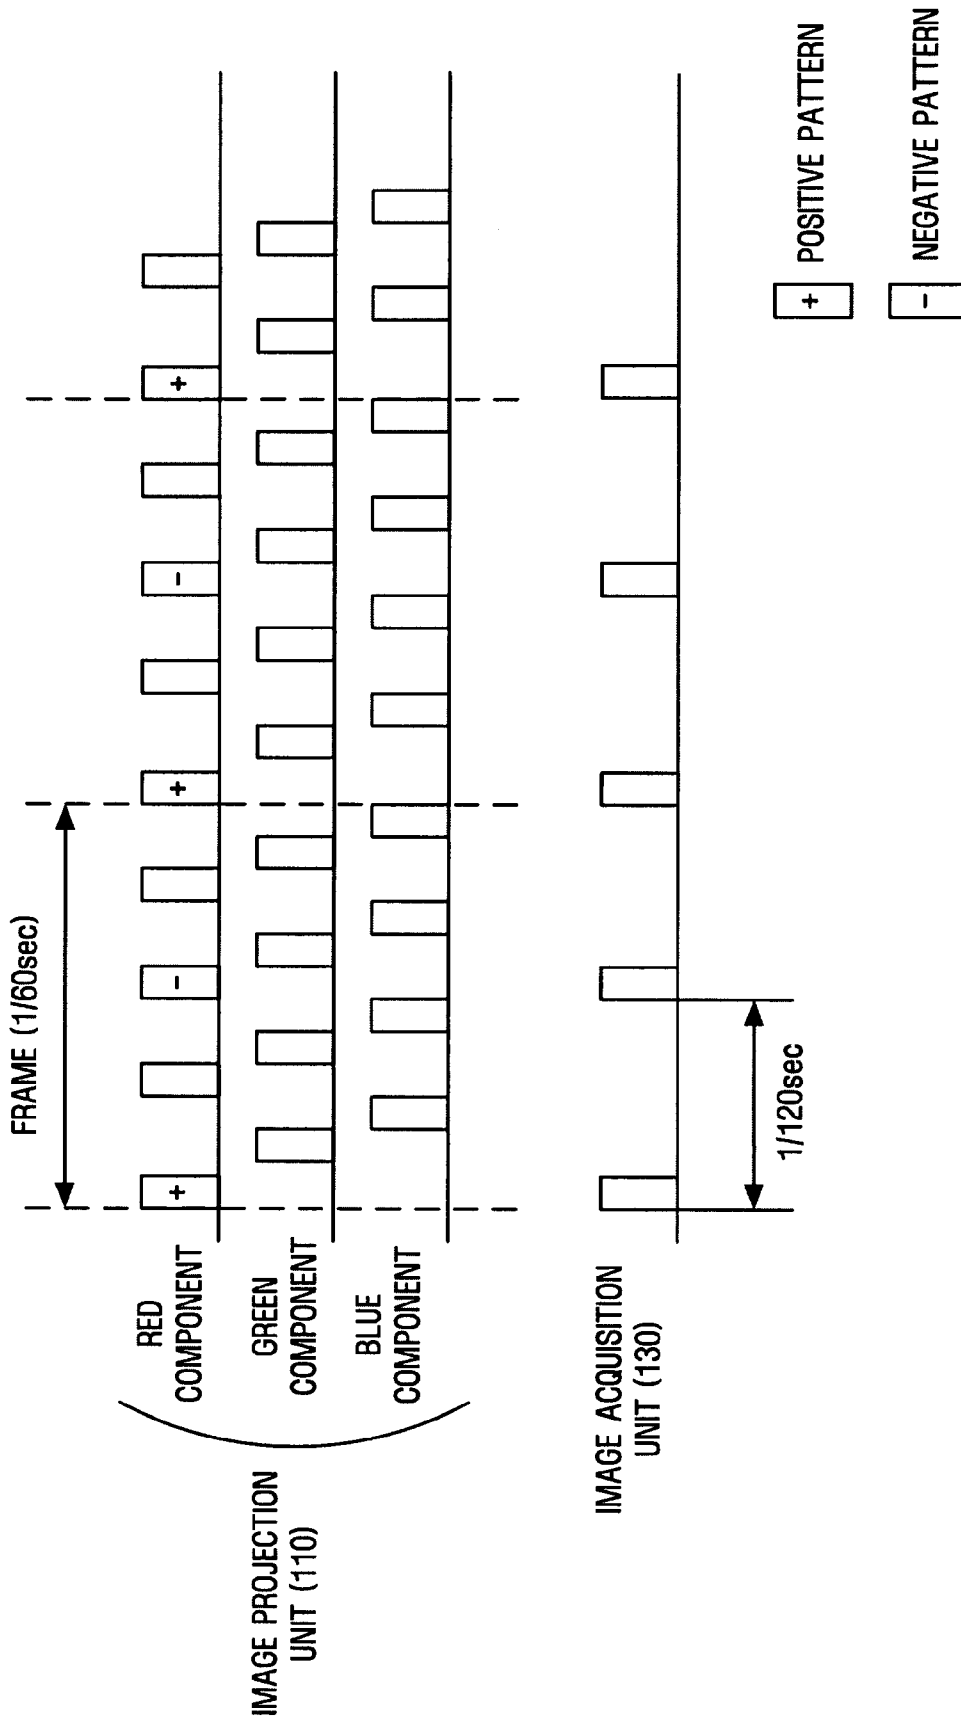 FRAME (1/60sec)
RED
COMPONENT
+
-
+
-
+
GREEN
COMPONENT
BLUE
COMPONENT
IMAGE PROJECTION
UNIT (110)
IMAGE ACQUISITION
UNIT (130)
1/120sec
+ POSITIVE PATTERN
- NEGATIVE PATTERN